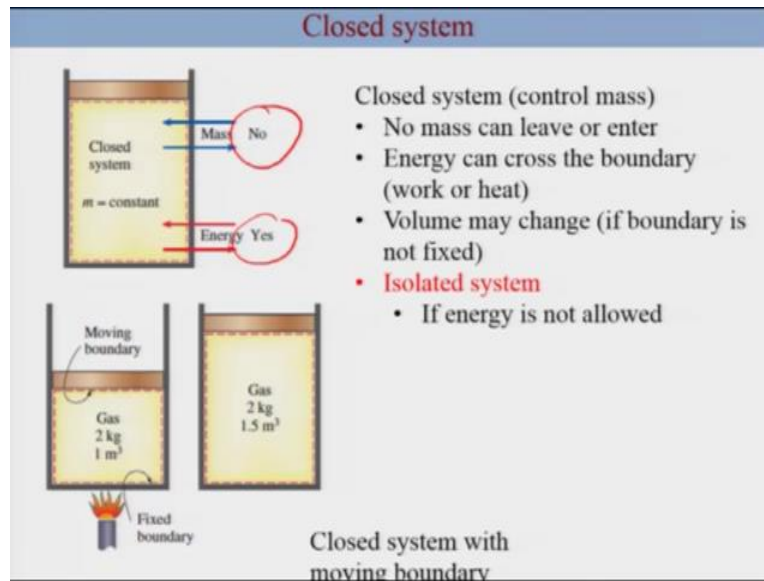 Closed system
Closed
system
m = constant
Mass No
Energy Yes
Closed system (control mass)
• No mass can leave or enter
• Energy can cross the boundary
(work or heat)
• Volume may change (if boundary is
not fixed)
• Isolated system
• If energy is not allowed
Moving
boundary
Gas
2 kg
1 m³
Fixed
boundary
Gas
2 kg
1.5 m³
Closed system with
moving boundary